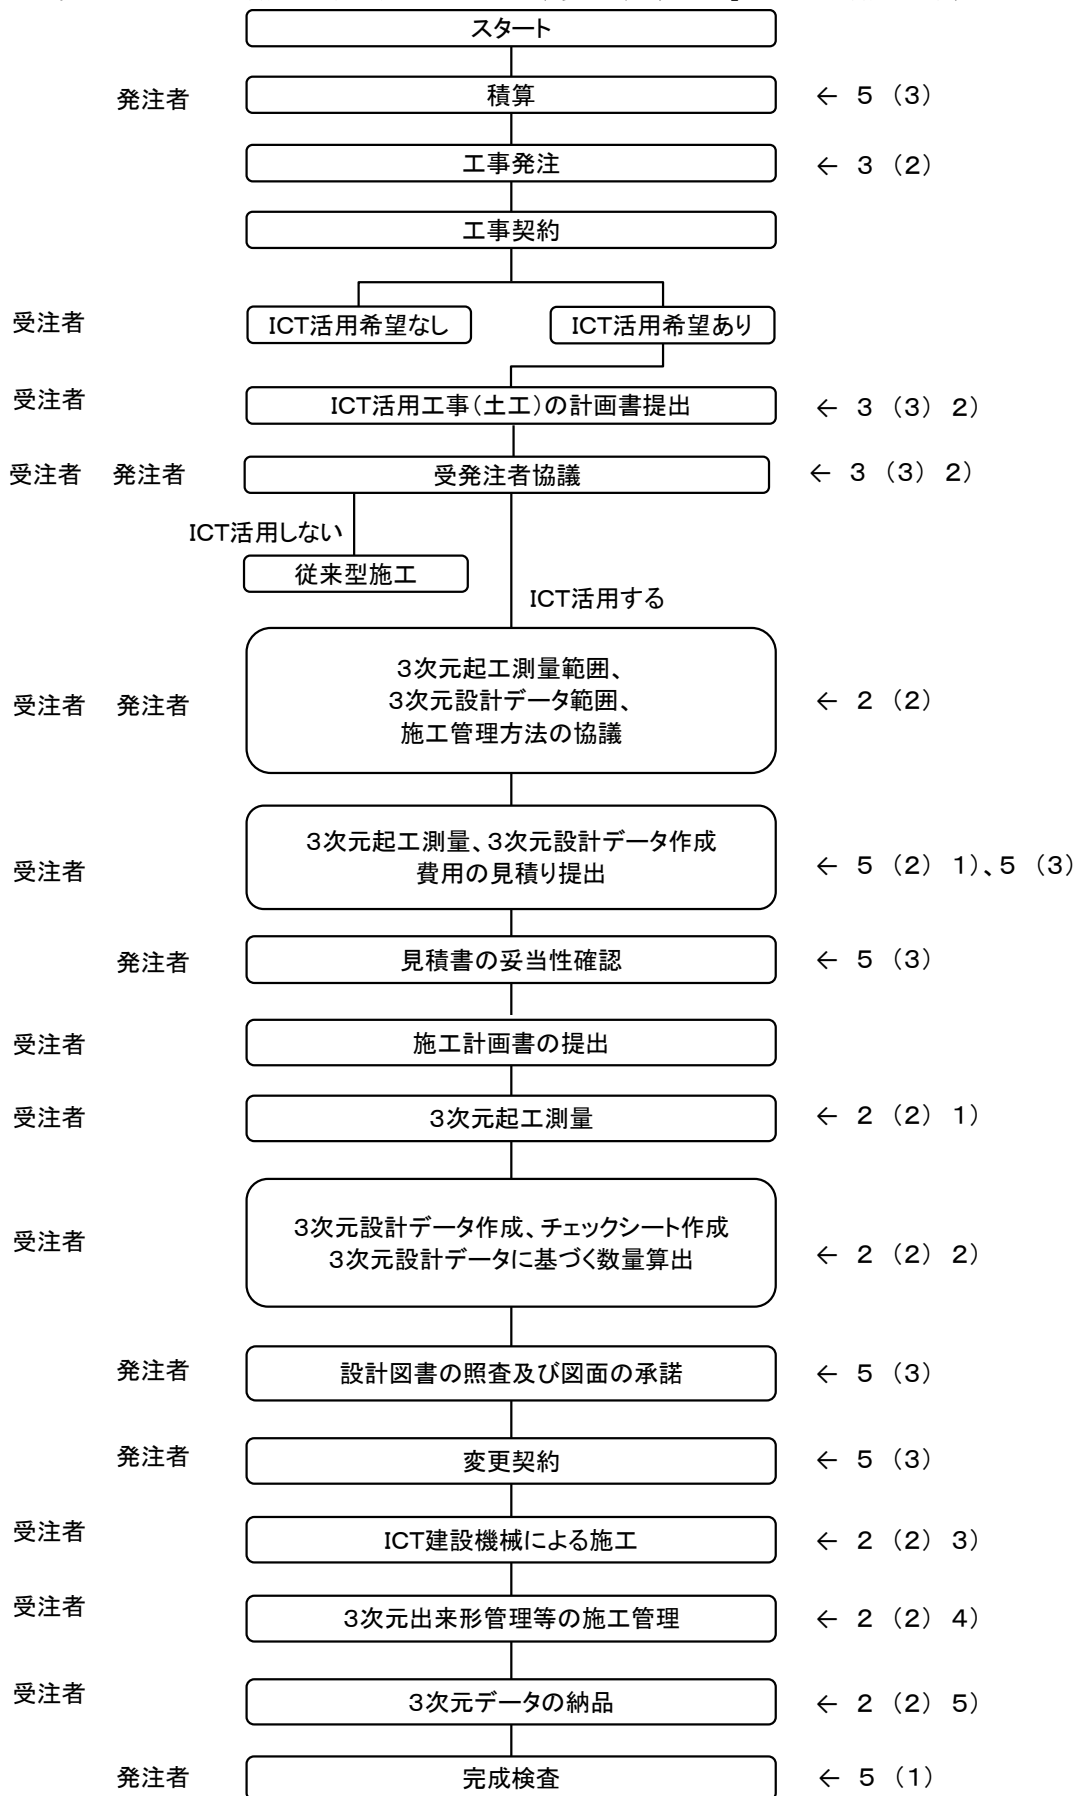 スタート
発注者 積算 ← 5 （3）
工事発注 ← 3 （2）
工事契約
受注者 ICT活用希望なし ICT活用希望あり
受注者 ICT活用工事（土工）の計画書提出 ← 3 （3） 2）
受注者 発注者 受発注者協議 ← 3 （3） 2）
ICT活用しない
従来型施工
ICT活用する
3次元起工測量範囲、
受注者 発注者 3次元設計データ範囲、 ← 2 （2）
施工管理方法の協議
3次元起工測量、3次元設計データ作成
受注者 費用の見積り提出 ← 5 （2） 1）、5 （3）
発注者 見積書の妥当性確認 ← 5 （3）
受注者 施工計画書の提出
受注者 3次元起工測量 ← 2 （2） 1）
受注者 3次元設計データ作成、チェックシート作成
3次元設計データに基づく数量算出 ← 2 （2） 2）
発注者 設計図書の照査及び図面の承諾 ← 5 （3）
発注者 変更契約 ← 5 （3）
受注者 ICT建設機械による施工 ← 2 （2） 3）
受注者 3次元出来形管理等の施工管理 ← 2 （2） 4）
受注者 3次元データの納品 ← 2 （2） 5）
発注者 完成検査 ← 5 （1）